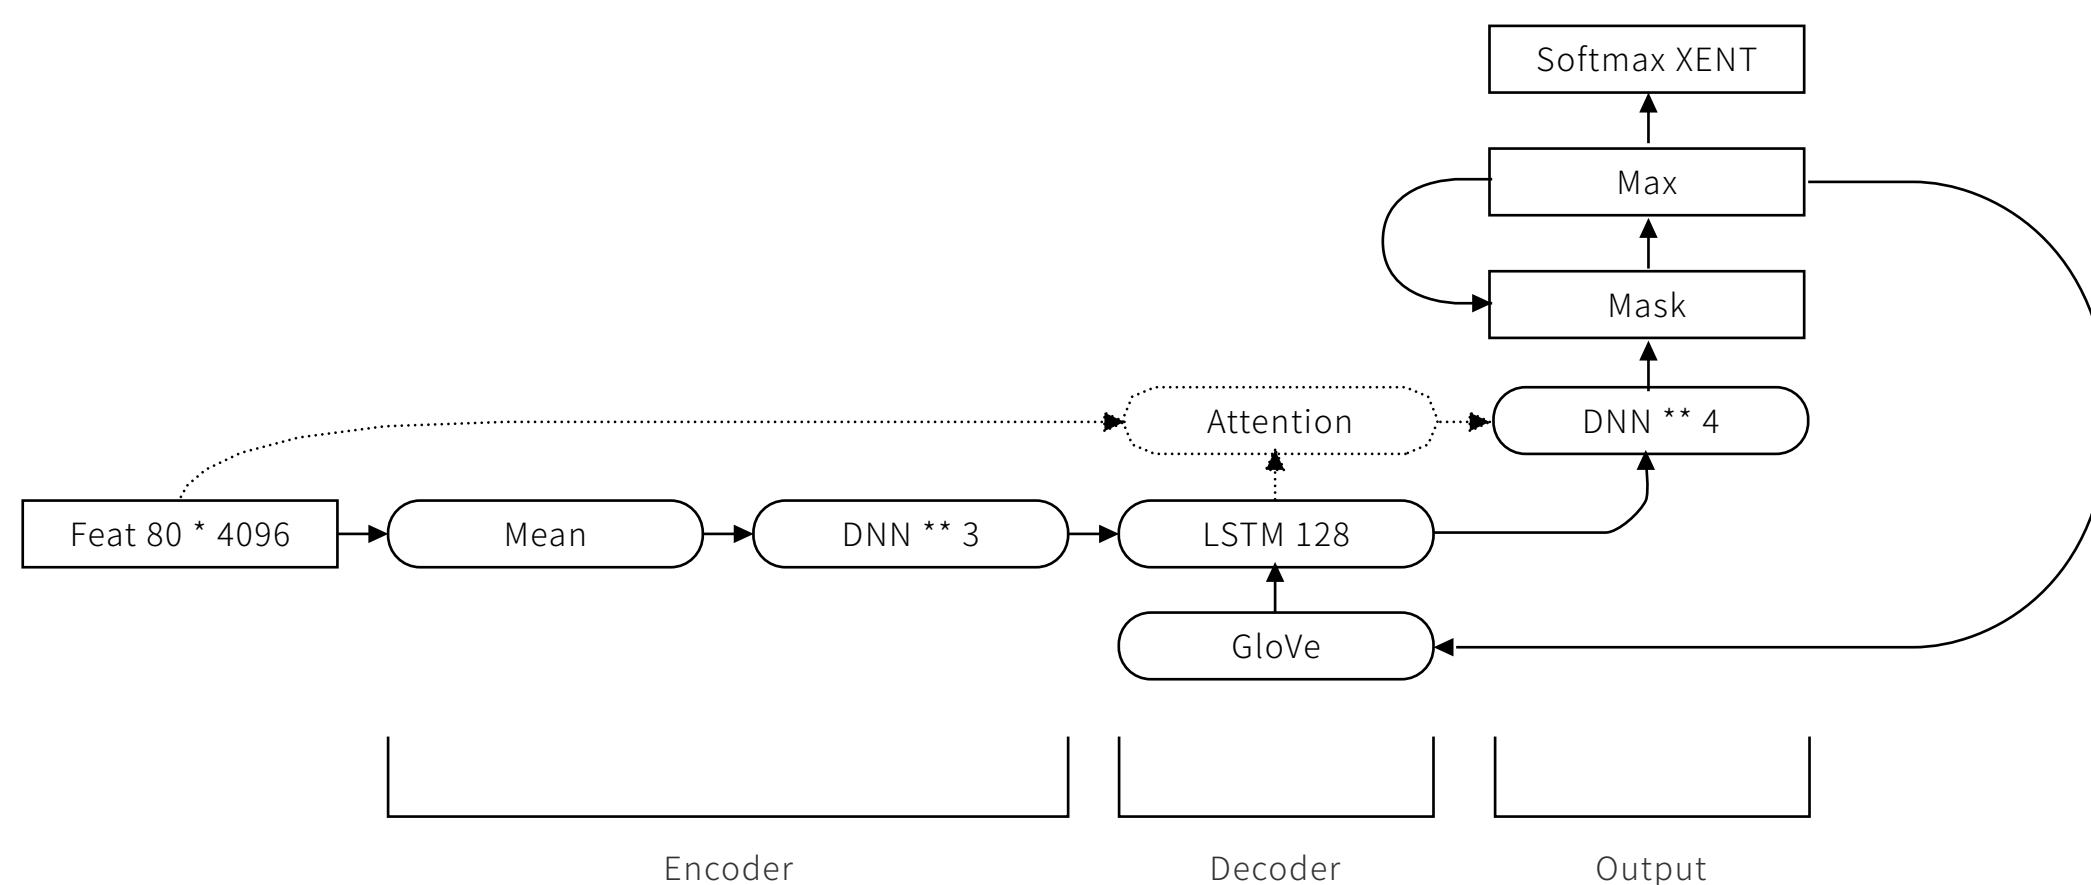 Softmax XENT
Max
Mask
Attention
DNN ** 4
Feat 80 * 4096
Mean
DNN ** 3
LSTM 128
GloVe
Encoder
Decoder
Output